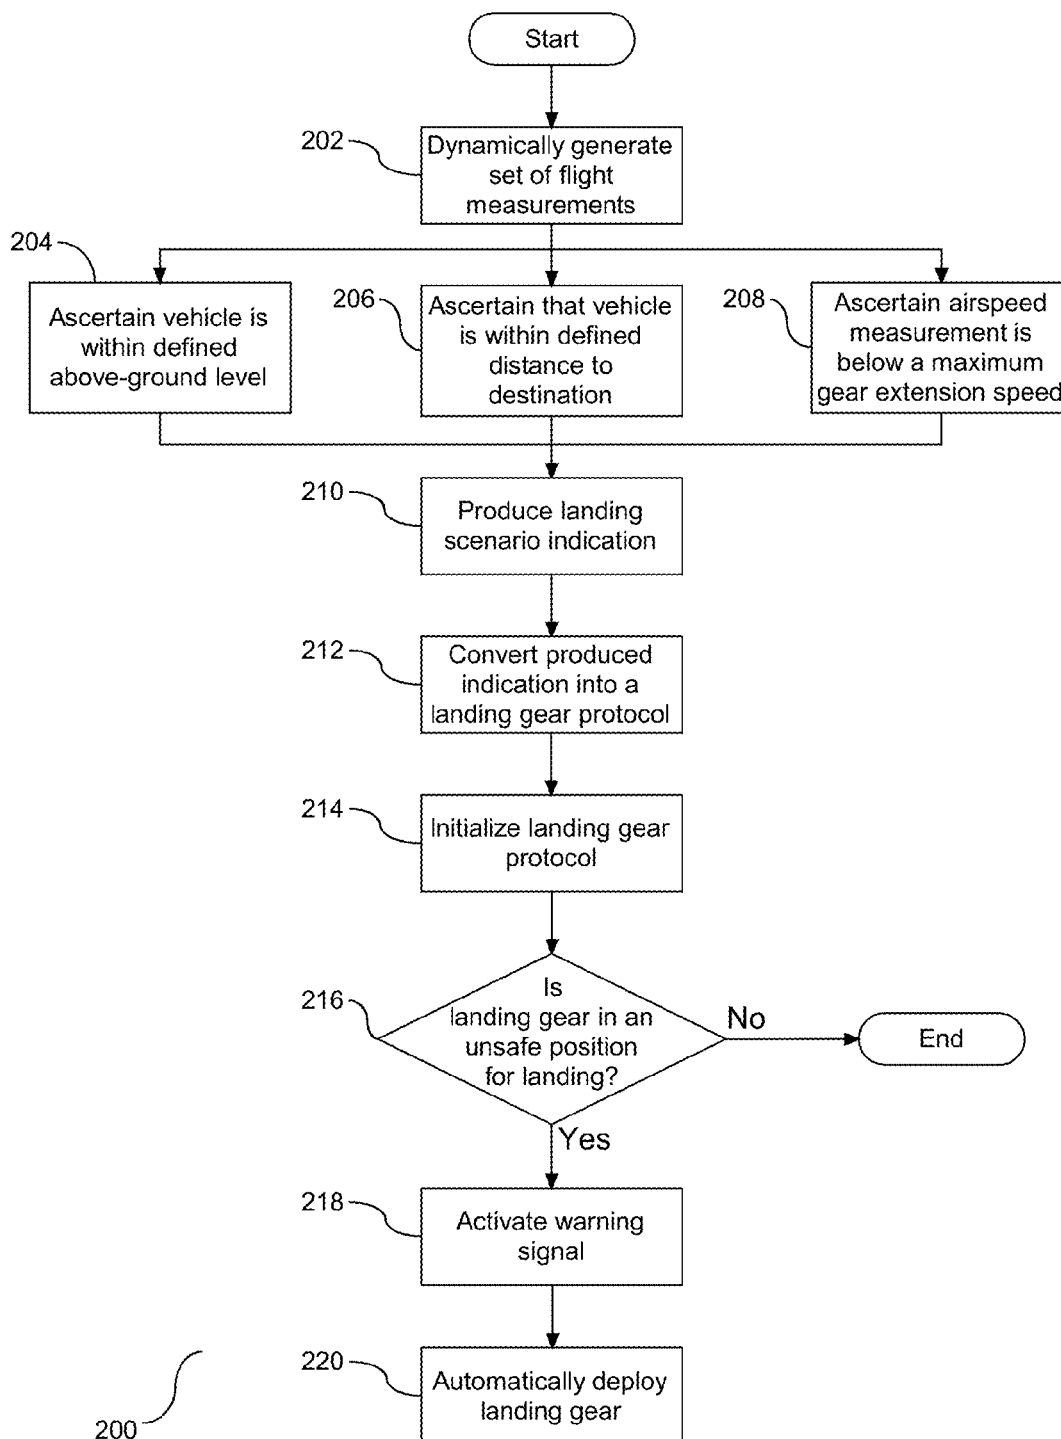 Start
202
Dynamically generate
set of flight
measurements
204
Ascertain vehicle is
within defined
above-ground level
206
Ascertain that vehicle
is within defined
distance to
destination
208
Ascertain airspeed
measurement is
below a maximum
gear extension speed
210
Produce landing
scenario indication
212
Convert produced
indication into a
landing gear protocol
214
Initialize landing gear
protocol
216
Is
landing gear in an
unsafe position
for landing?
No
End
Yes
218
Activate warning
signal
220
Automatically deploy
landing gear
200